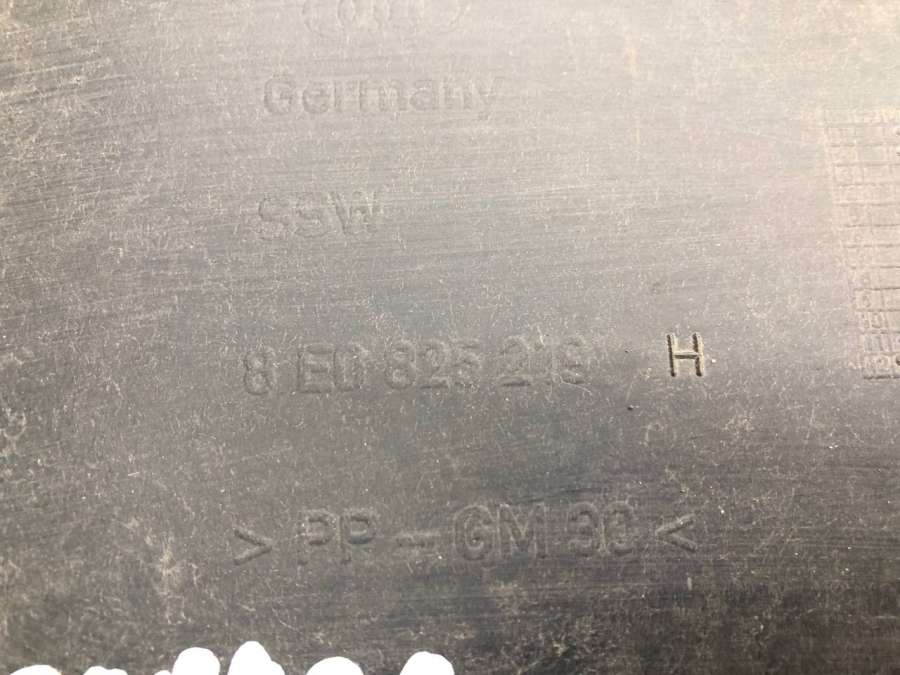 Germany
SSW
8 E0 825 219 H
> PP - GM 30 <